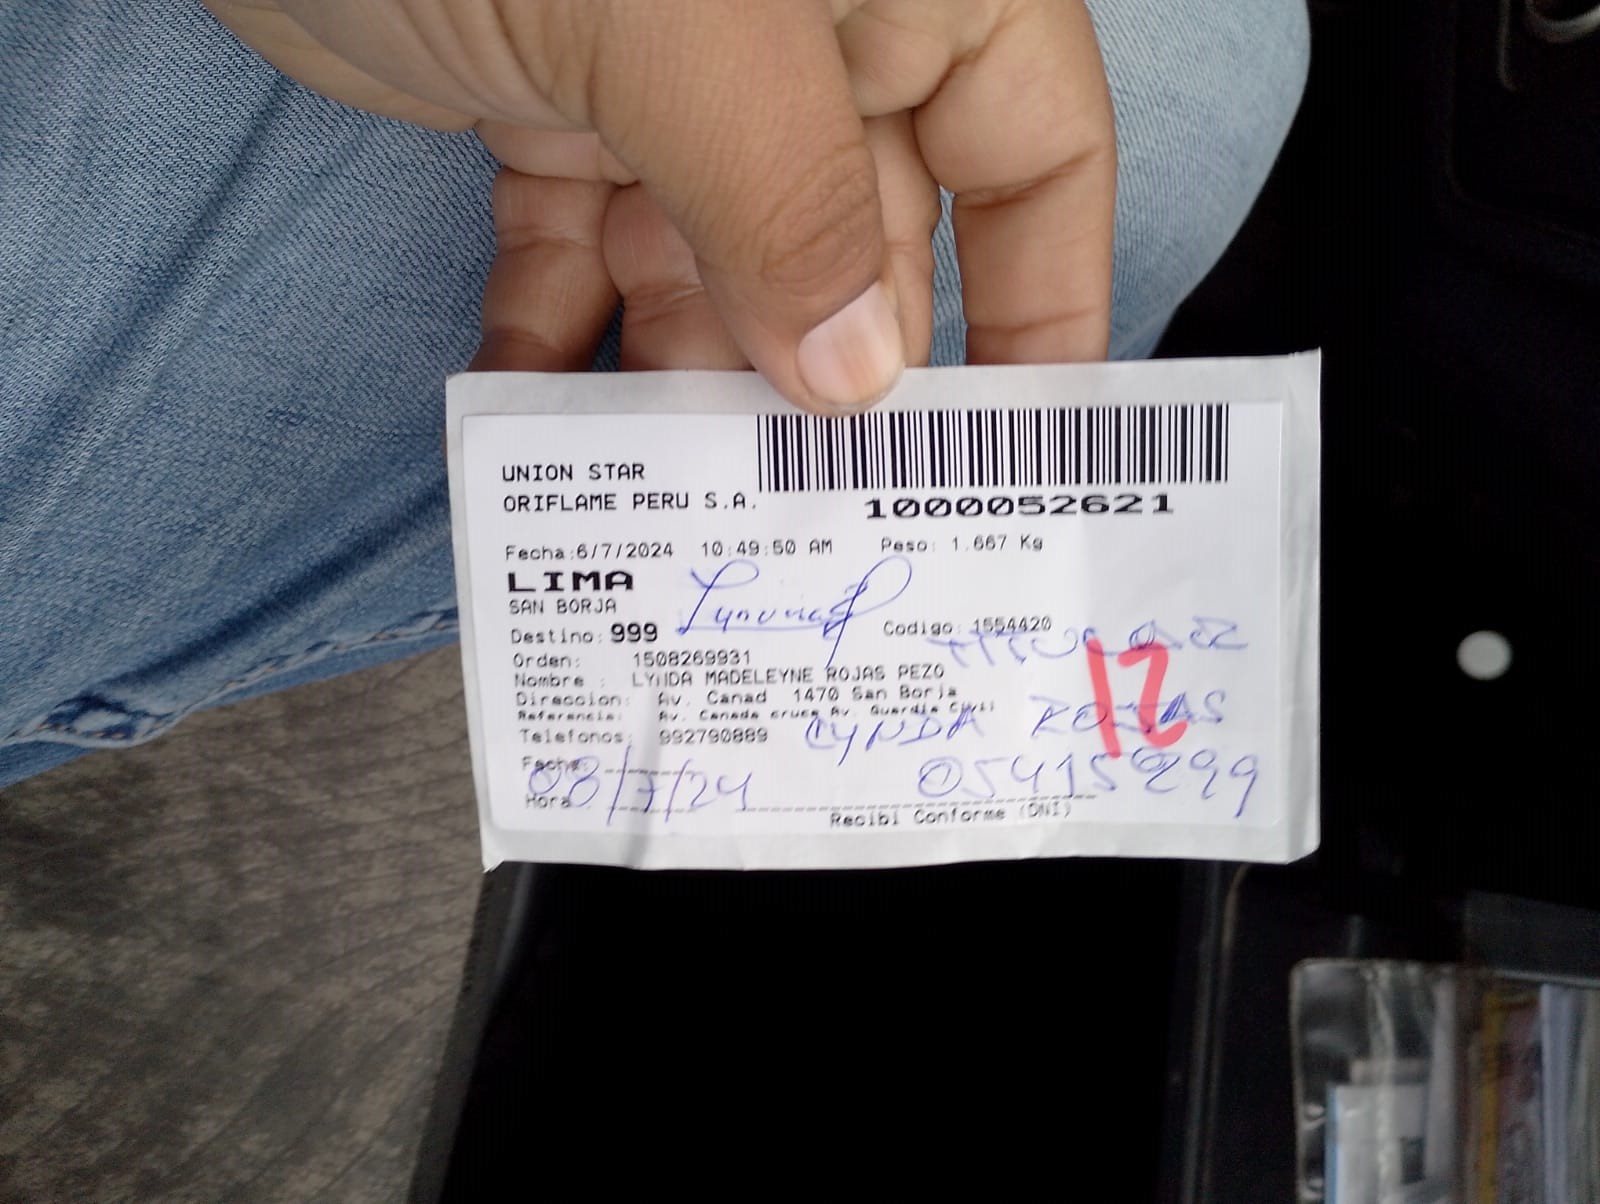 UNION STAR
ORIFLAME PERU S.A.
1000052621
Fecha:6/7/2024 10:49:50 AM Peso: 1.667 Kg
LIMA
SAN BORJA
Destino: 999 Codigo: 1554420
TITULAR
Orden: 1508269931
Nombre : LYNDA MADELEYNE ROJAS PEZO
12
Direccion: Av. Canad 1470 San Borja
Referencia: Av. Canada cruce Av. Guardia Civil
Telefonos: 992790889
LYNDA ROJAS
Fecha:
08/7/24
05415299
Hora :
Recibi Conforme (DNI)